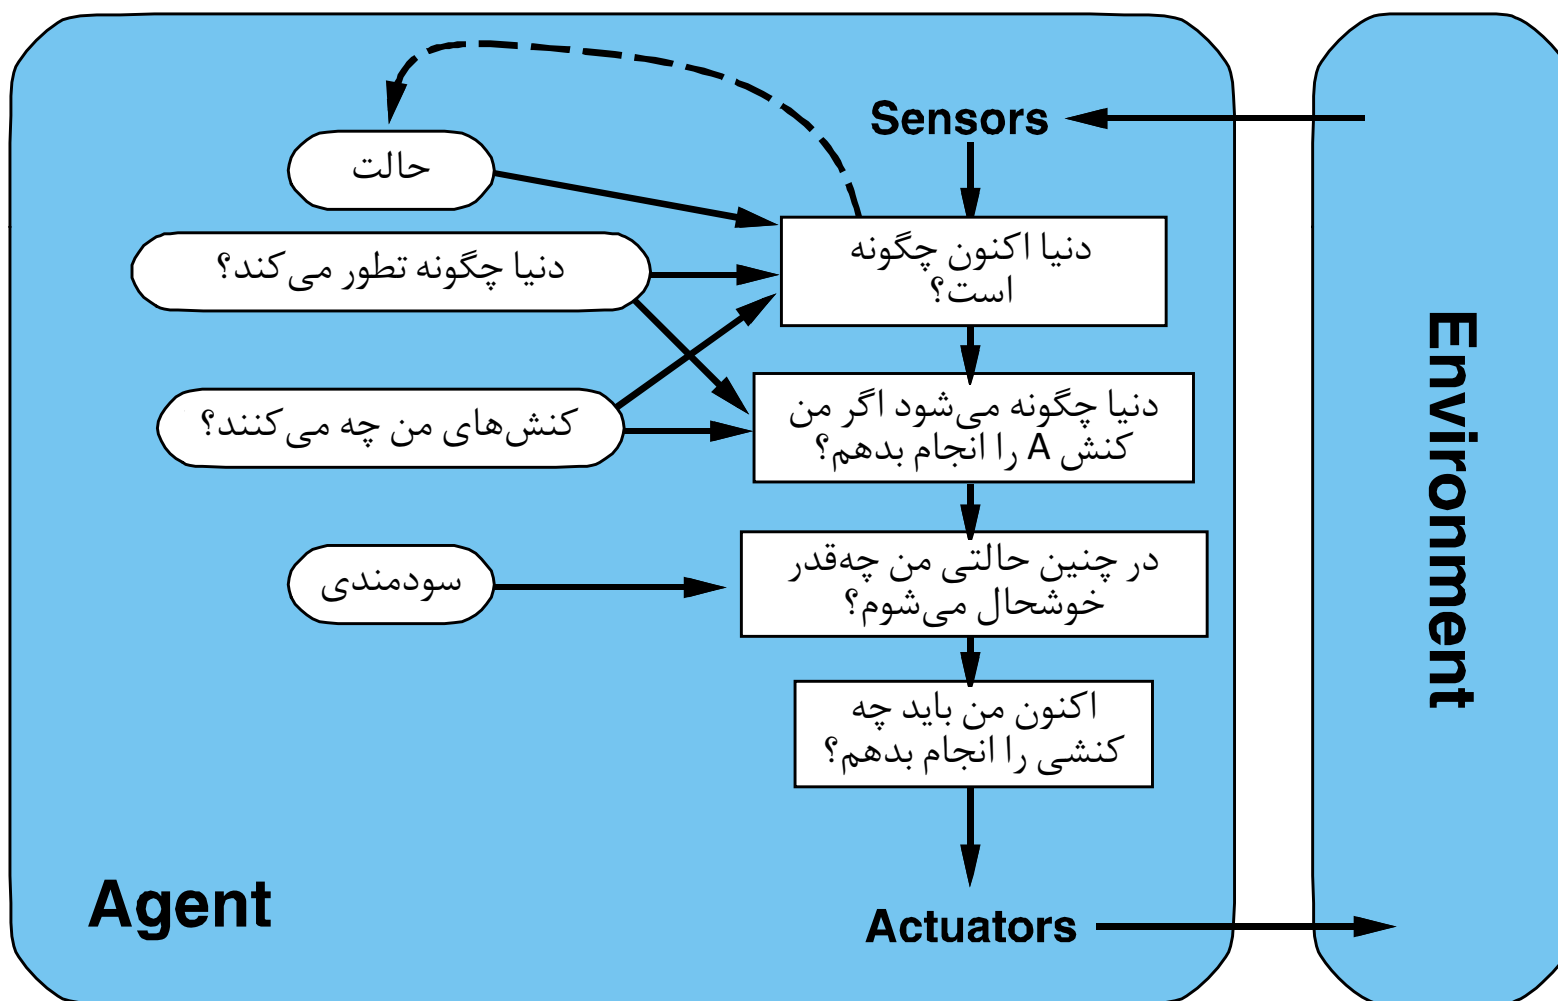 Sensors
حالت
دنیا اکنون چگونه
است؟
دنیا چگونه تطور می‌کند؟
دنیا چگونه می‌شود اگر من
کنش A را انجام بدهم؟
کنش‌های من چه می‌کنند؟
در چنین حالتی من چه‌قدر
خوشحال می‌شوم؟
سودمندی
اکنون من باید چه
کنشی را انجام بدهم؟
Agent
Actuators
Environment